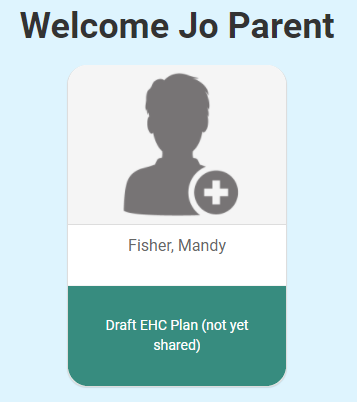 Welcome Jo Parent
Fisher, Mandy
Draft EHC Plan (not yet
shared)